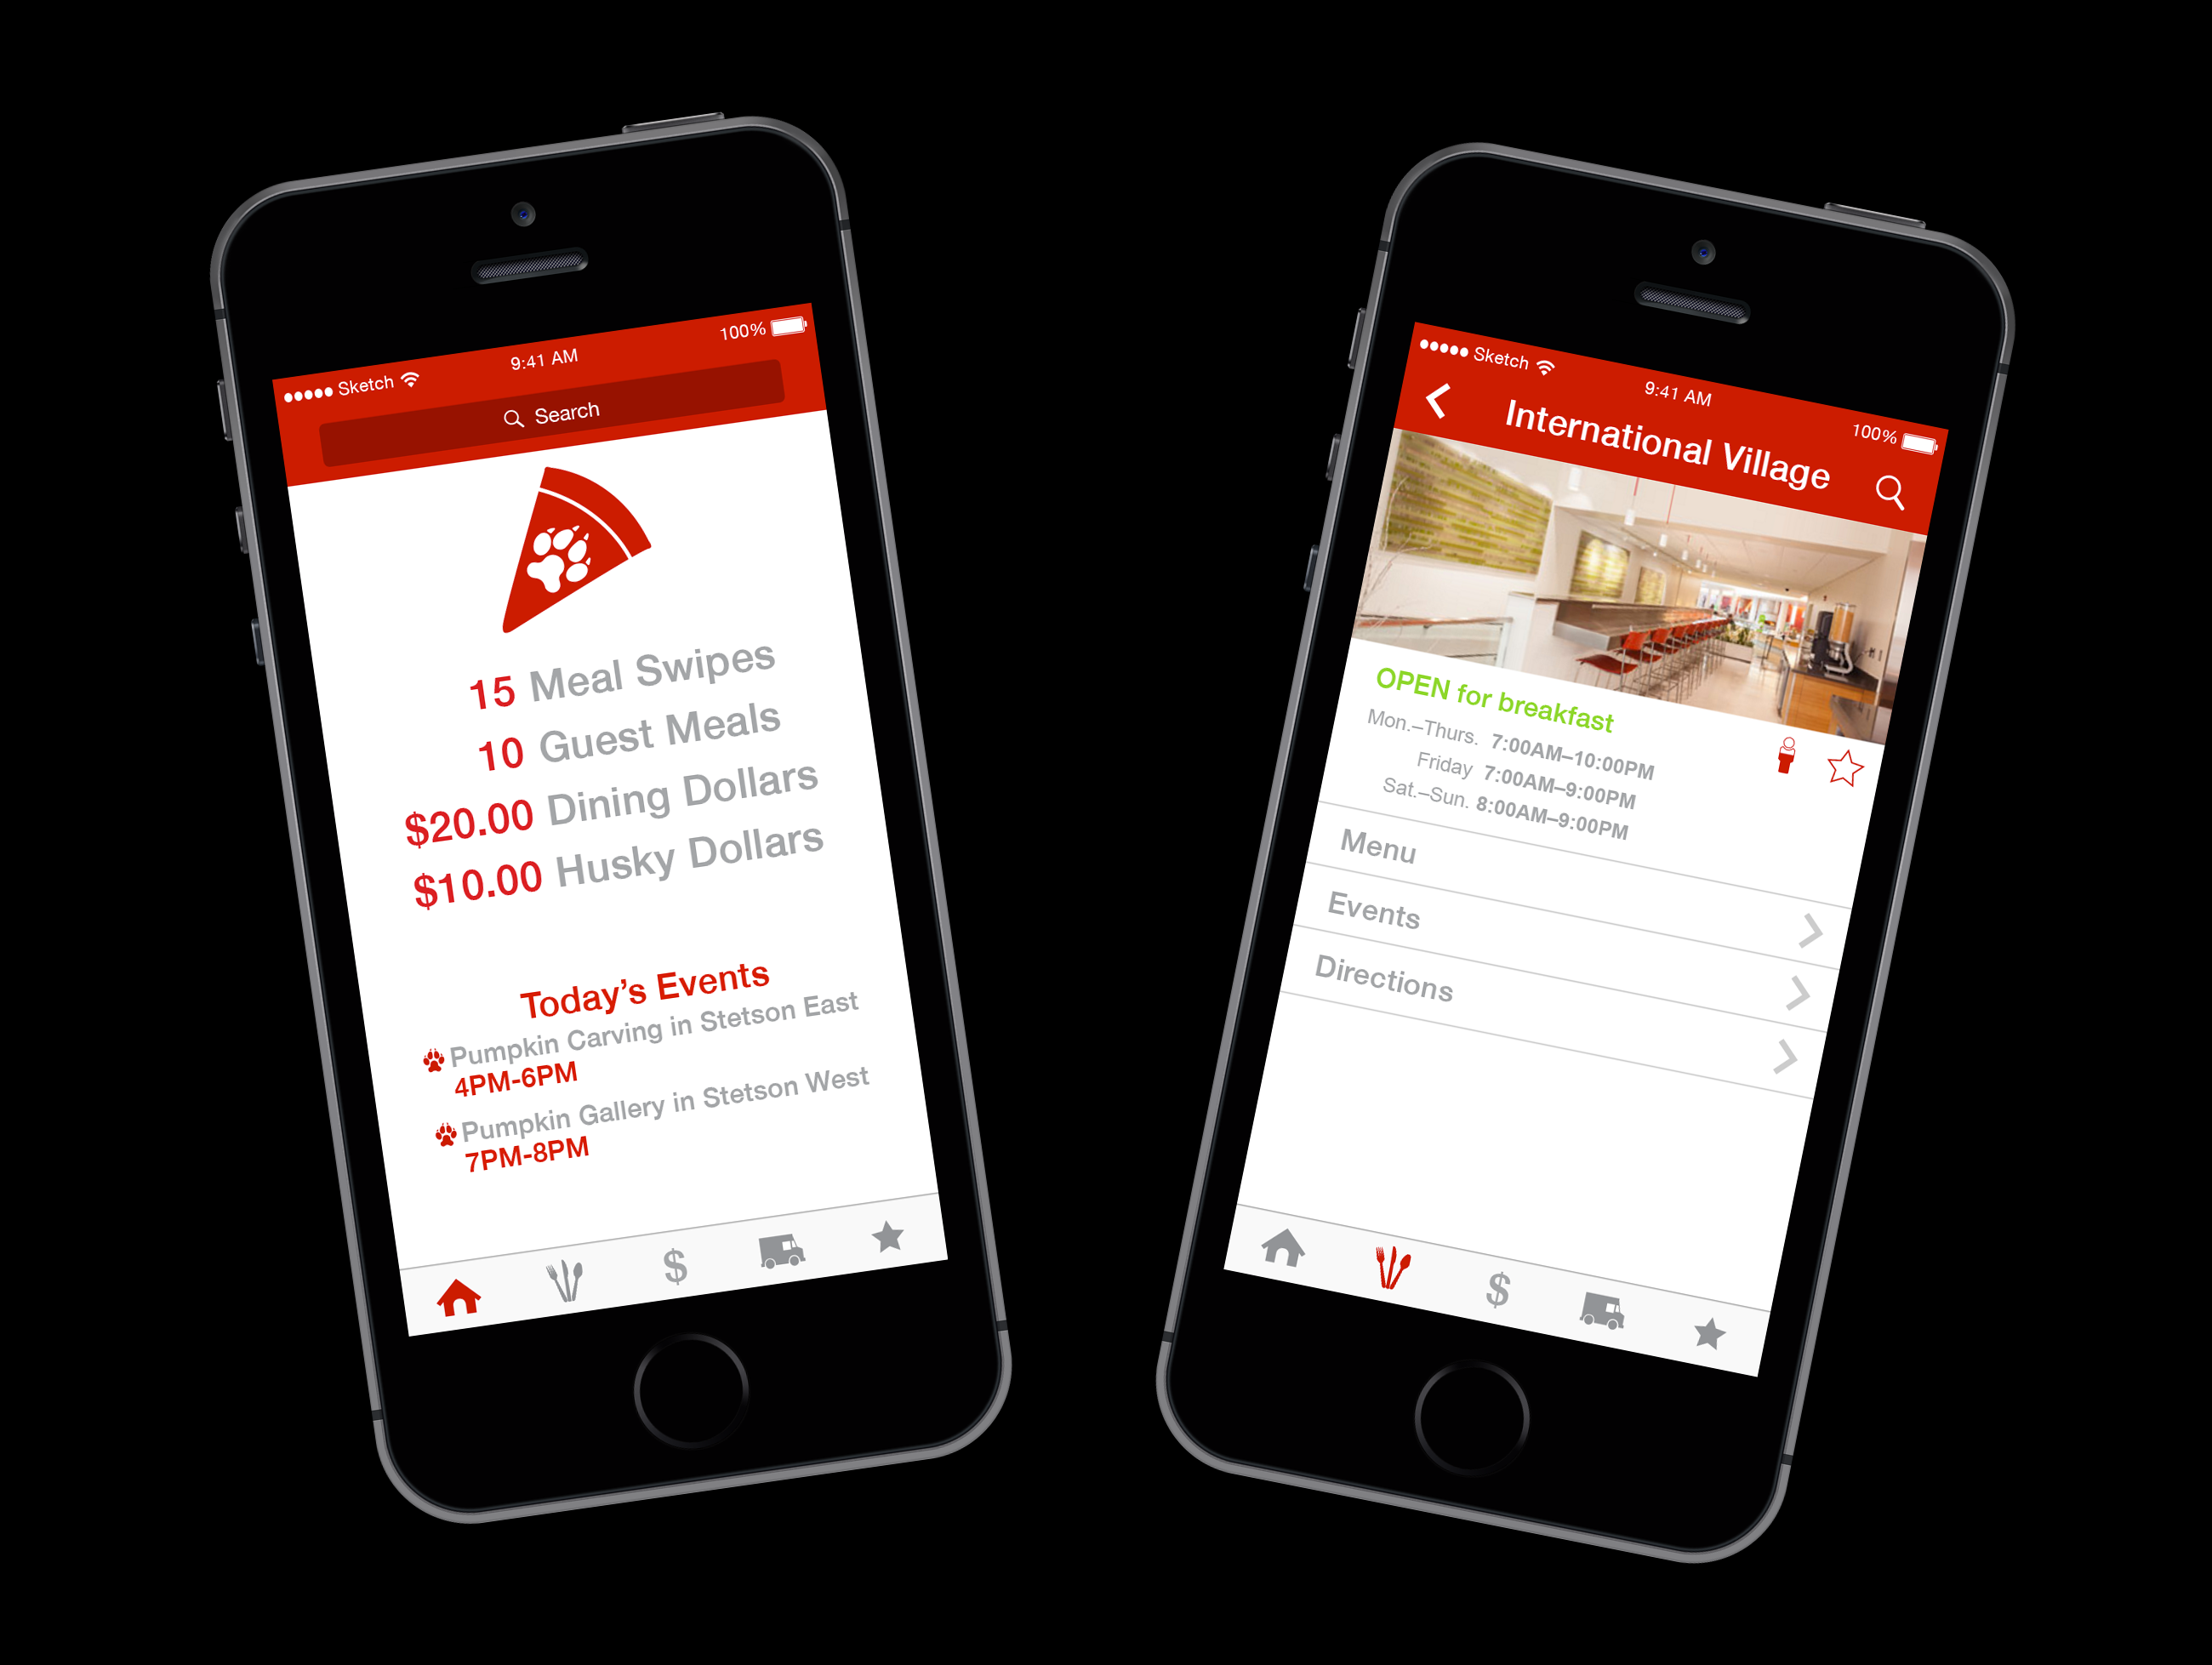 Sketch 9:41 AM 100%
Search
15 Meal Swipes
10 Guest Meals
$20.00 Dining Dollars
$10.00 Husky Dollars
Today’s Events
Pumpkin Carving in Stetson East
4PM-6PM
Pumpkin Gallery in Stetson West
7PM-8PM
$
Sketch 9:41 AM 100%
International Village
OPEN for breakfast
Mon.–Thurs. 7:00AM–10:00PM
Friday 7:00AM–9:00PM
Sat.–Sun. 8:00AM–9:00PM
Menu
Events
Directions
$